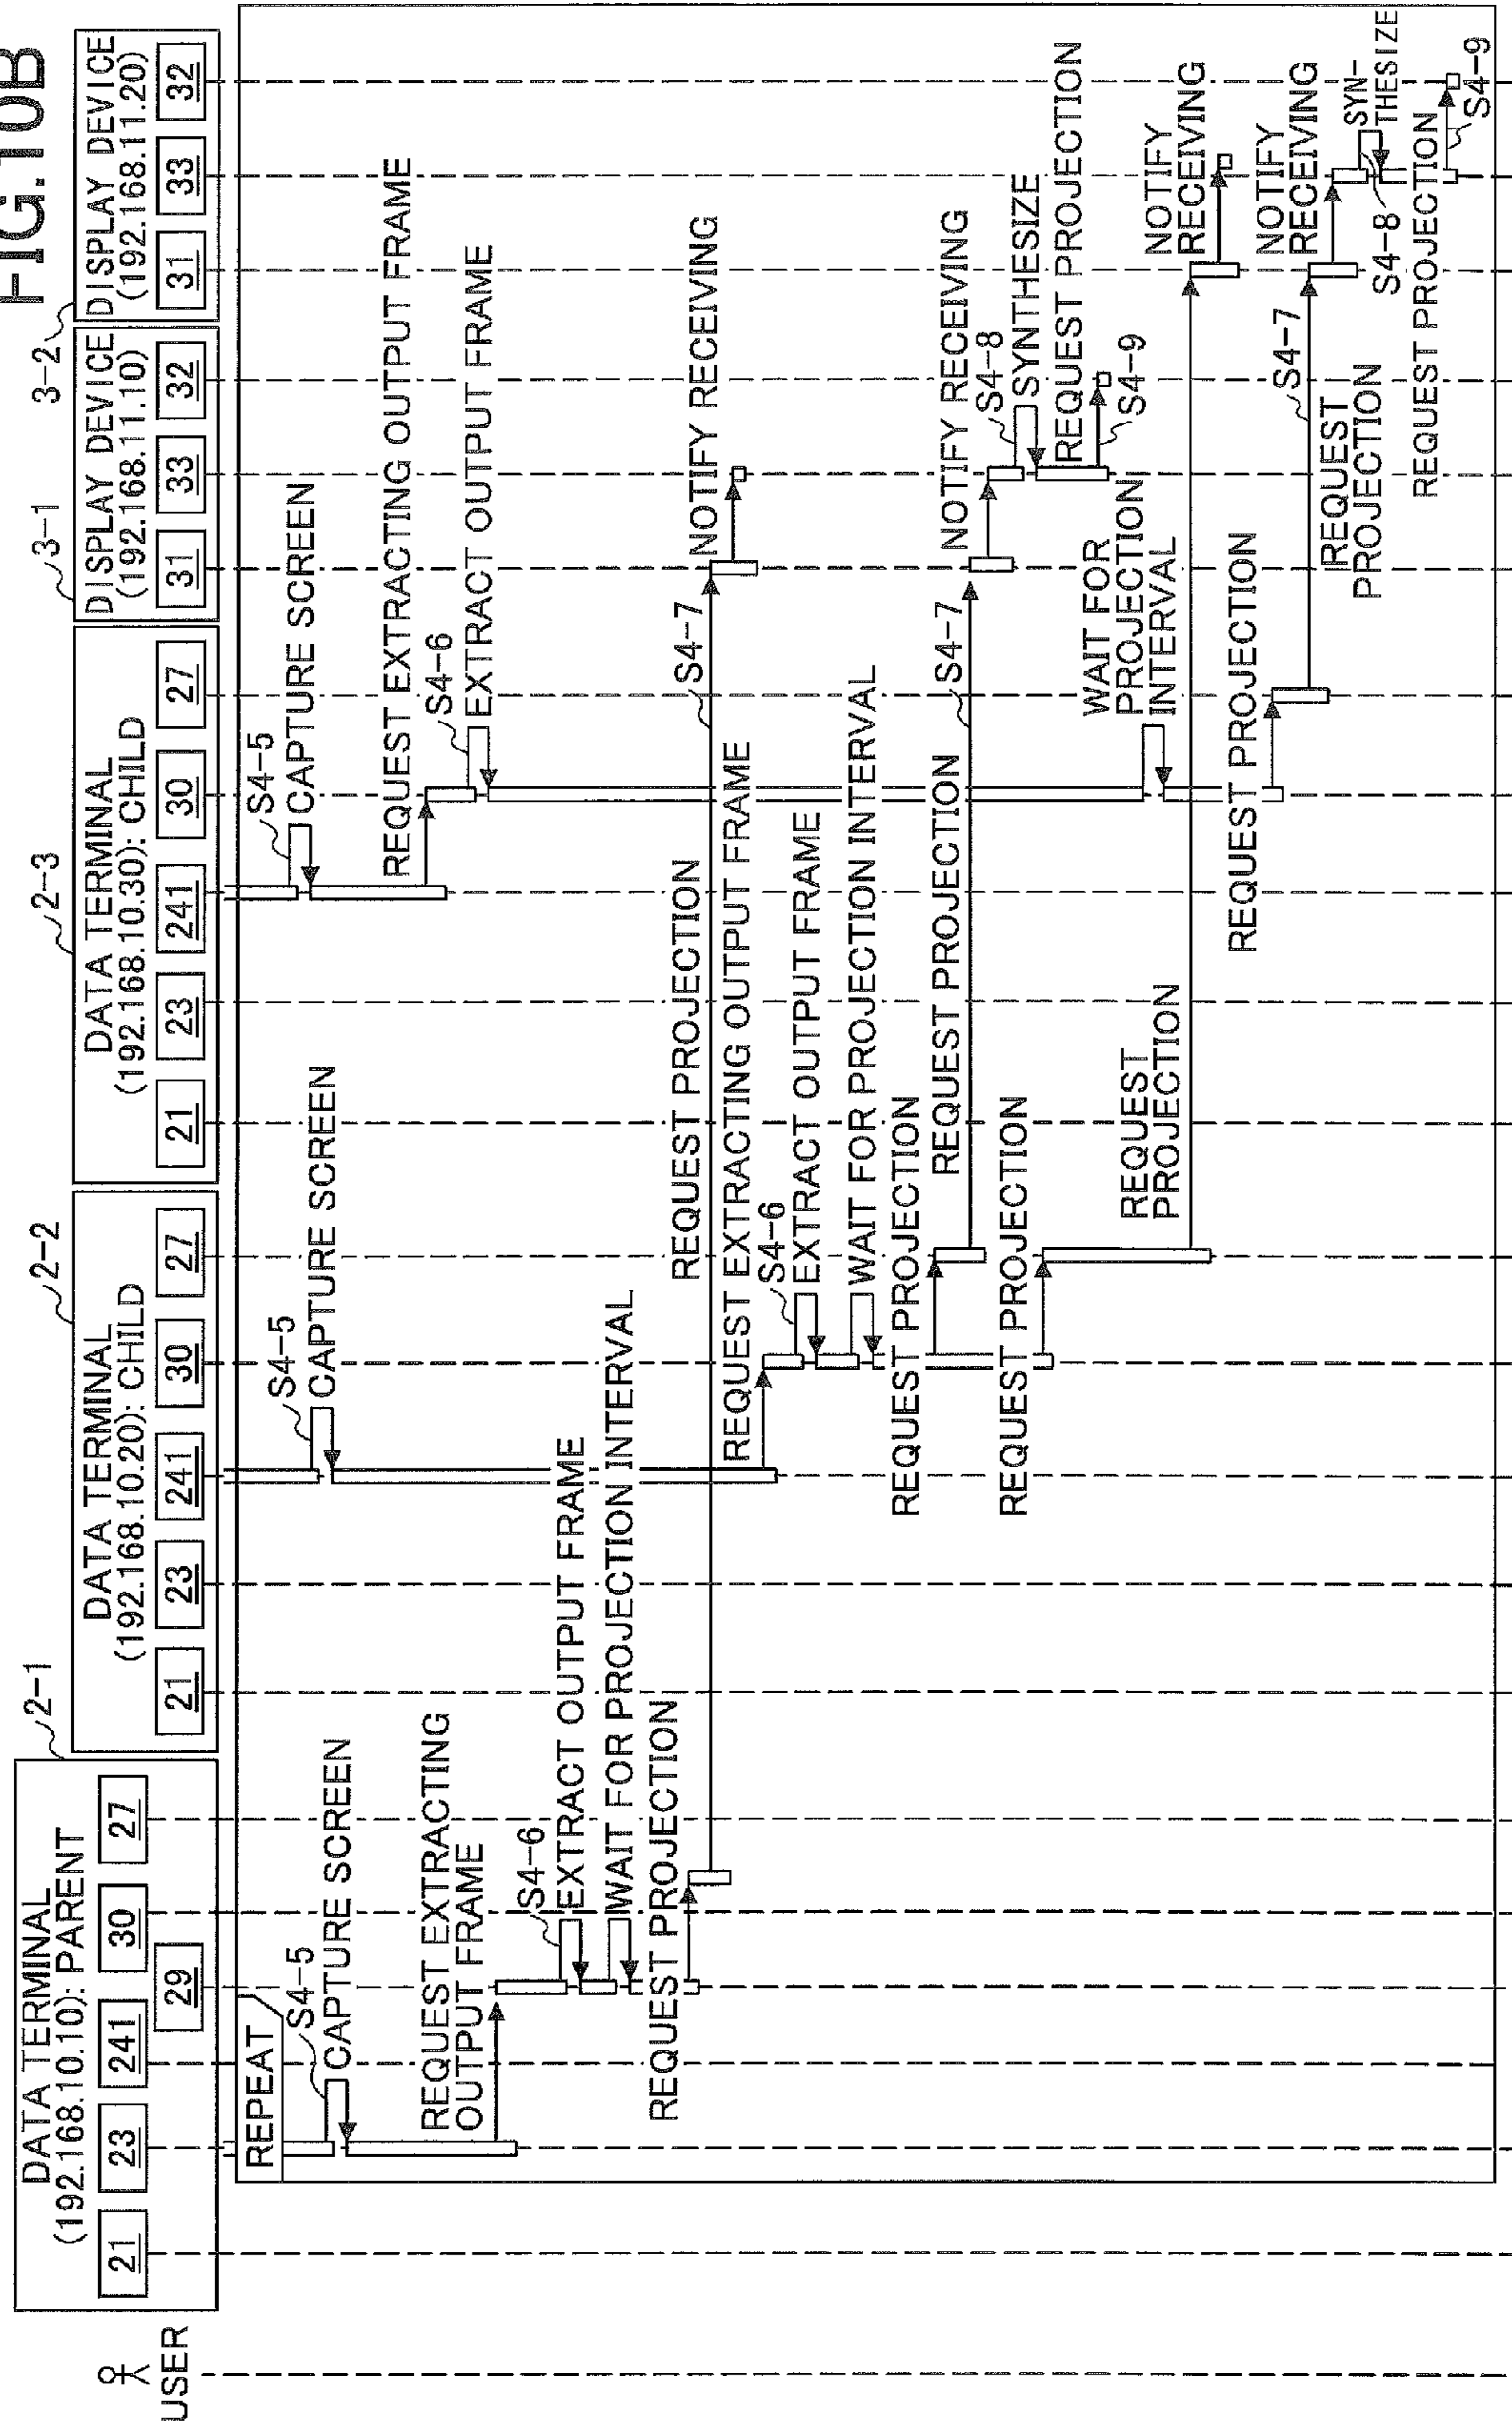 FIG.10B
USER
2-1
DATA TERMINAL
(192.168.10.10): PARENT
21
23
241
29
30
27
2-2
DATA TERMINAL
(192.168.10.20): CHILD
21
23
241
30
27
2-3
DATA TERMINAL
(192.168.10.30): CHILD
21
23
241
30
27
3-1
DISPLAY DEVICE
(192.168.11.10)
31
33
32
3-2
DISPLAY DEVICE
(192.168.11.20)
31
33
32
REPEAT
S4-5
CAPTURE SCREEN
S4-5
CAPTURE SCREEN
S4-5
CAPTURE SCREEN
REQUEST EXTRACTING OUTPUT FRAME
S4-6
EXTRACT OUTPUT FRAME
REQUEST EXTRACTING
OUTPUT FRAME
S4-6
EXTRACT OUTPUT FRAME
WAIT FOR PROJECTION INTERVAL
REQUEST PROJECTION
REQUEST PROJECTION
S4-7
NOTIFY RECEIVING
REQUEST EXTRACTING OUTPUT FRAME
S4-6
EXTRACT OUTPUT FRAME
WAIT FOR PROJECTION INTERVAL
REQUEST PROJECTION
REQUEST PROJECTION
S4-7
NOTIFY RECEIVING
S4-8
SYNTHESIZE
REQUEST PROJECTION
S4-9
REQUEST PROJECTION
WAIT FOR
PROJECTION
INTERVAL
REQUEST
PROJECTION
NOTIFY
RECEIVING
REQUEST PROJECTION
S4-7
REQUEST
PROJECTION
NOTIFY
RECEIVING
SYN-
THESIZE
S4-8
REQUEST PROJECTION
S4-9